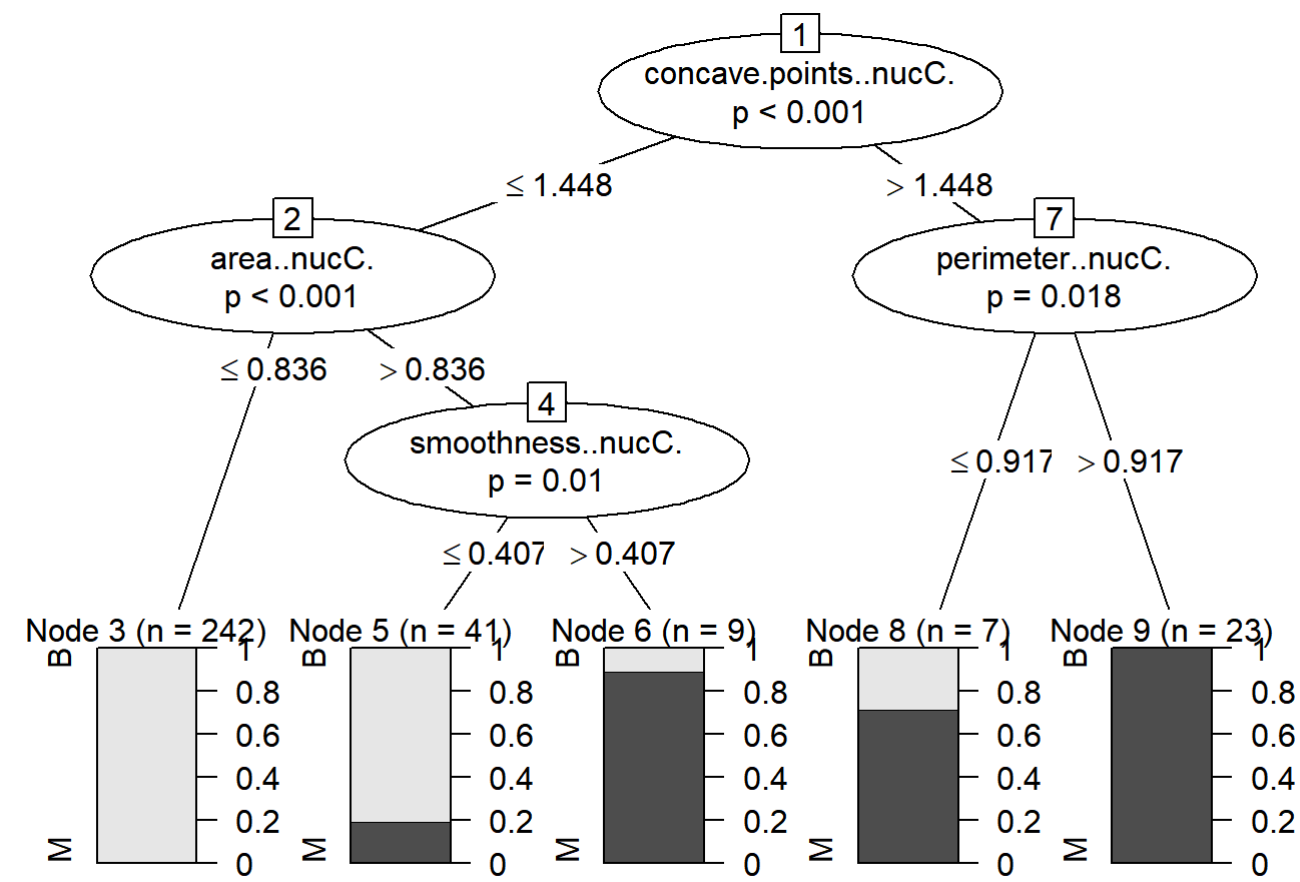 1
concave.points..nucC.
p < 0.001
≤ 1.448
> 1.448
2
area..nucC.
p < 0.001
7
perimeter..nucC.
p = 0.018
≤ 0.836
> 0.836
4
smoothness..nucC.
p = 0.01
≤ 0.917
> 0.917
≤ 0.407
> 0.407
Node 3 (n = 242)
B
M
1
0.8
0.6
0.4
0.2
0
Node 5 (n = 41)
B
M
1
0.8
0.6
0.4
0.2
0
Node 6 (n = 9)
B
M
1
0.8
0.6
0.4
0.2
0
Node 8 (n = 7)
B
M
1
0.8
0.6
0.4
0.2
0
Node 9 (n = 23)
B
M
1
0.8
0.6
0.4
0.2
0